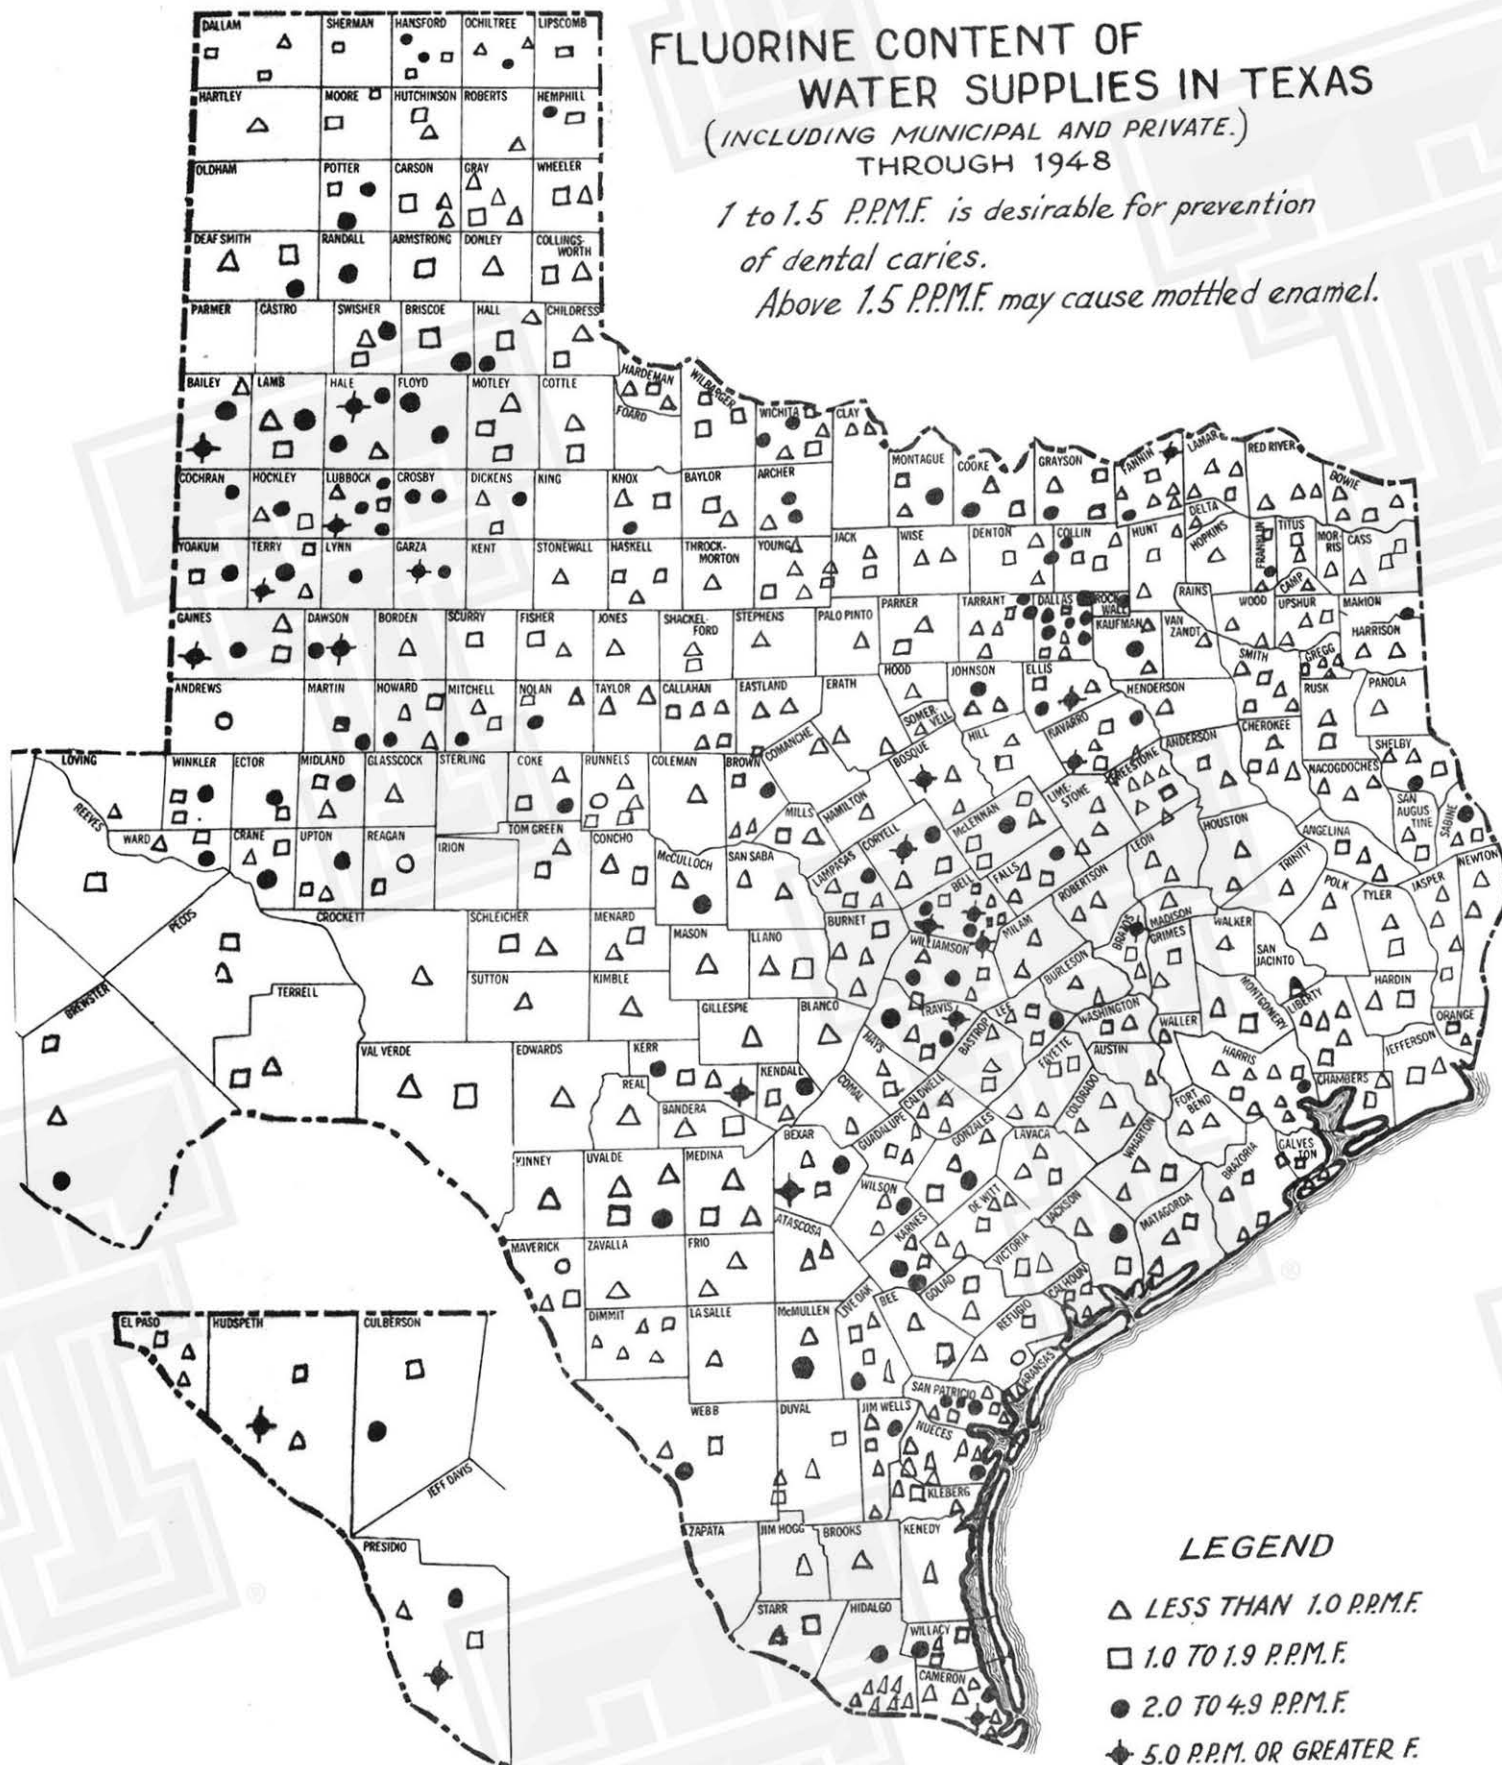 FLUORINE CONTENT OF
WATER SUPPLIES IN TEXAS
(INCLUDING MUNICIPAL AND PRIVATE.)
THROUGH 1948
1 to 1.5 P.P.M.F. is desirable for prevention
of dental caries.
Above 1.5 P.P.M.F. may cause mottled enamel.
DALLAM SHERMAN HANSFORD OCHILTREE LIPSCOMB
HARTLEY MOORE HUTCHINSON ROBERTS HEMPHILL
OLDHAM POTTER CARSON GRAY WHEELER
DEAF SMITH RANDALL ARMSTRONG DONLEY COLLINGS-
WORTH
PARMER CASTRO SWISHER BRISCOE HALL CHILDRESS
BAILEY LAMB HALE FLOYD MOTLEY COTTLE HARDEMAN WILBARGER
FOARD WICHITA CLAY
COCHRAN HOCKLEY LUBBOCK CROSBY DICKENS KING KNOX BAYLOR ARCHER MONTAGUE COOKE GRAYSON FANNIN LAMAR RED RIVER BOWIE
YOAKUM TERRY LYNN GARZA KENT STONEWALL HASKELL THROCK-
MORTON YOUNG JACK WISE DENTON COLLIN HUNT DELTA HOPKINS FRANKLIN TITUS MOR-
RIS CASS
CAMP
GAINES DAWSON BORDEN SCURRY FISHER JONES SHACKEL-
FORD STEPHENS PALO PINTO PARKER TARRANT DALLAS ROCK
WALL RAINS WOOD UPSHUR MARION
KAUFMAN VAN
ZANDT SMITH GREGG HARRISON
ANDREWS MARTIN HOWARD MITCHELL NOLAN TAYLOR CALLAHAN EASTLAND ERATH HOOD JOHNSON ELLIS HENDERSON RUSK PANOLA
SOMER-
VELL HILL NAVARRO CHEROKEE
LOVING WINKLER ECTOR MIDLAND GLASSCOCK STERLING COKE RUNNELS COLEMAN BROWN COMANCHE BOSQUE FREESTONE ANDERSON SHELBY
REEVES MILLS HAMILTON McLENNAN LIME-
STONE NACOGDOCHES SAN
AUGUS
TINE SABINE
WARD CRANE UPTON REAGAN IRION TOM GREEN CONCHO McCULLOCH SAN SABA LAMPASAS CORYELL FALLS LEON HOUSTON ANGELINA
BELL ROBERTSON TRINITY POLK TYLER JASPER NEWTON
PECOS CROCKETT SCHLEICHER MENARD MASON LLANO BURNET WILLIAMSON MILAM BRAZOS MADISON WALKER
GRIMES SAN
JACINTO
BREWSTER TERRELL SUTTON KIMBLE BURLESON MONTGOMERY LIBERTY HARDIN
GILLESPIE BLANCO TRAVIS LEE WASHINGTON WALLER ORANGE
VAL VERDE EDWARDS KERR KENDALL HAYS BASTROP FAYETTE AUSTIN HARRIS JEFFERSON
REAL BANDERA COMAL CALDWELL COLORADO FORT
BEND CHAMBERS
KINNEY UVALDE MEDINA BEXAR GUADALUPE GONZALES LAVACA WHARTON BRAZORIA GALVES
TON
WILSON DE WITT JACKSON MATAGORDA
MAVERICK ZAVALLA FRIO ATASCOSA KARNES VICTORIA
DIMMIT LA SALLE McMULLEN LIVE OAK BEE GOLIAD REFUGIO CALHOUN
EL PASO HUDSPETH CULBERSON
SAN PATRICIO ARANSAS
WEBB DUVAL JIM WELLS NUECES
JEFF DAVIS KLEBERG
PRESIDIO ZAPATA JIM HOGG BROOKS KENEDY
STARR HIDALGO WILLACY
CAMERON
LEGEND
LESS THAN 1.0 P.P.M.F.
1.0 TO 1.9 P.P.M.F.
2.0 TO 4.9 P.P.M.F.
5.0 P.P.M. OR GREATER F.